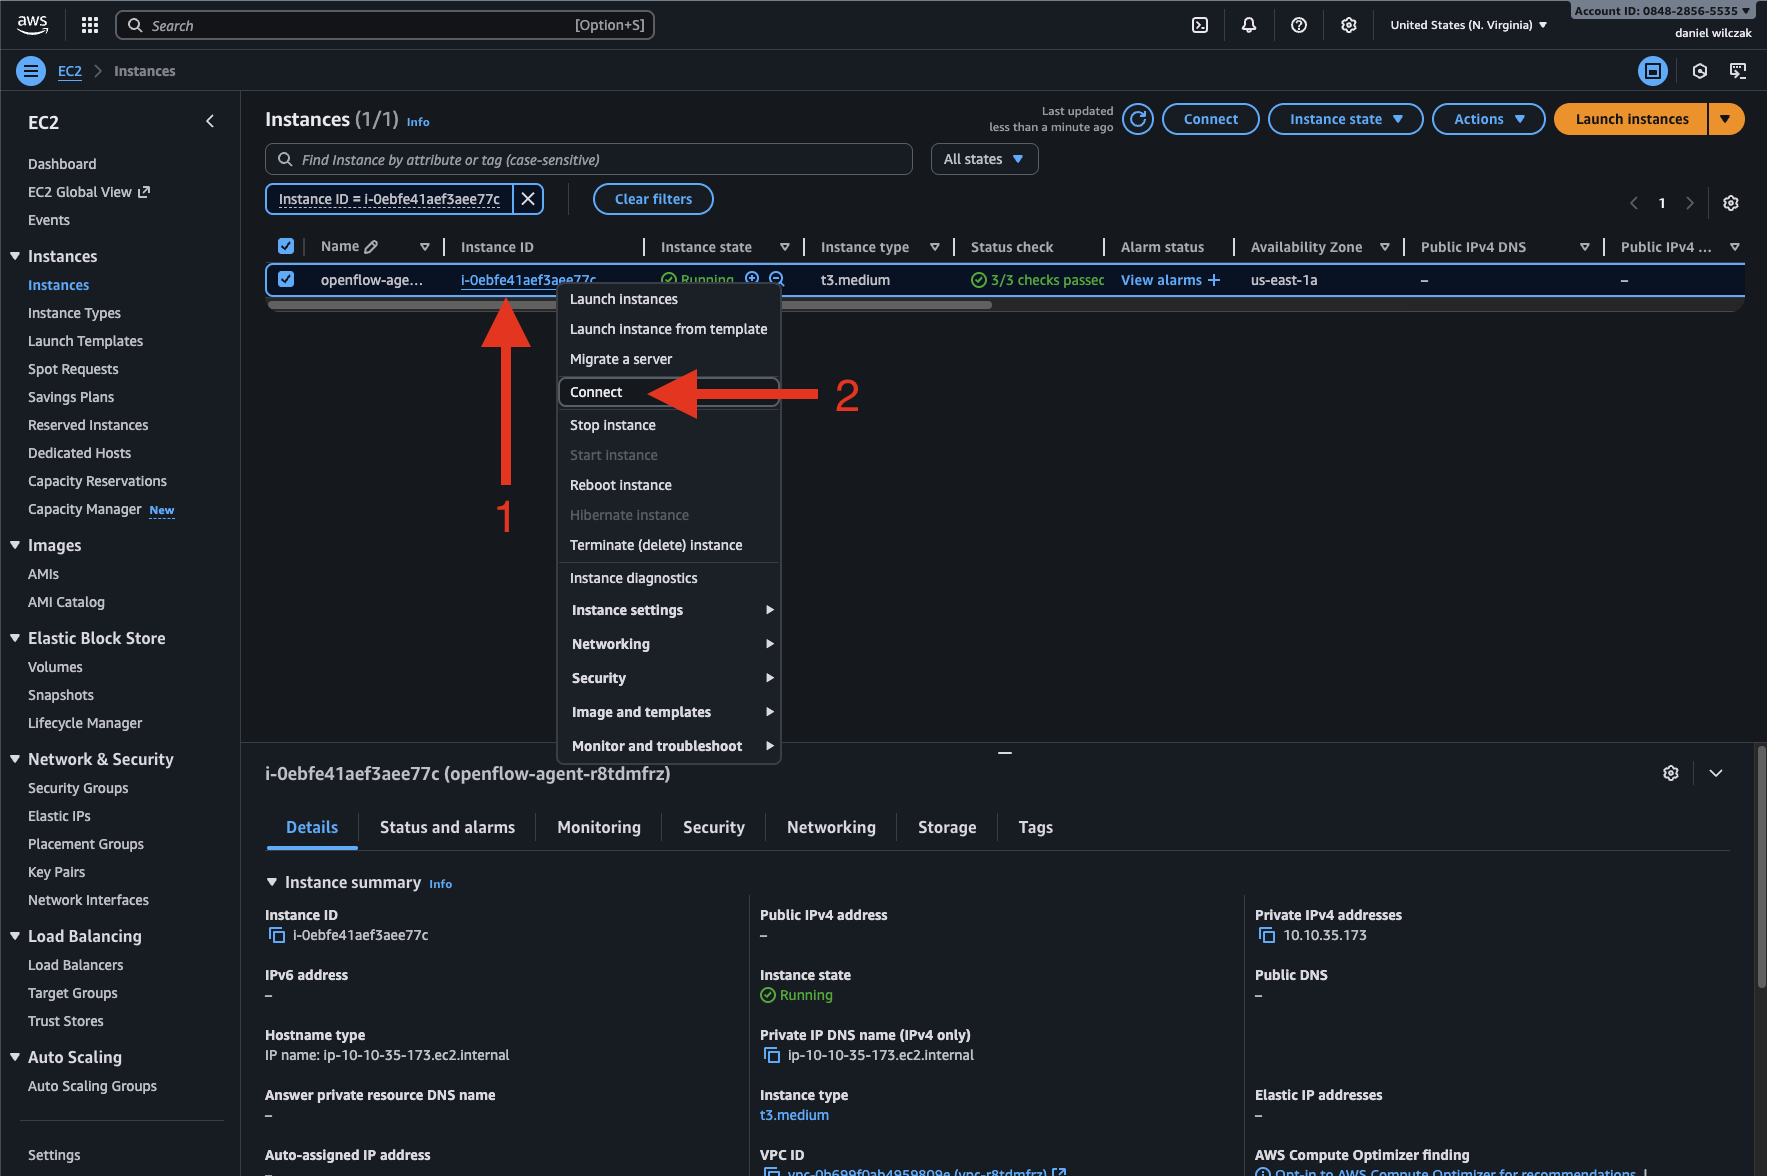 aws
Search [Option+S]
United States (N. Virginia)
Account ID: 0848-2856-5535
daniel wilczak
EC2 Instances
EC2
Dashboard
EC2 Global View
Events
Instances
Instances
Instance Types
Launch Templates
Spot Requests
Savings Plans
Reserved Instances
Dedicated Hosts
Capacity Reservations
Capacity Manager New
Images
AMIs
AMI Catalog
Elastic Block Store
Volumes
Snapshots
Lifecycle Manager
Network & Security
Security Groups
Elastic IPs
Placement Groups
Key Pairs
Network Interfaces
Load Balancing
Load Balancers
Target Groups
Trust Stores
Auto Scaling
Auto Scaling Groups
Settings
Instances (1/1) Info
Last updated
less than a minute ago
Connect
Instance state
Actions
Launch instances
Find Instance by attribute or tag (case-sensitive)
All states
Instance ID = i-0ebfe41aef3aee77c
Clear filters
1
Name Instance ID Instance state Instance type Status check Alarm status Availability Zone Public IPv4 DNS Public IPv4 ...
openflow-age... i-0ebfe41aef3aee77c Running t3.medium 3/3 checks passed View alarms + us-east-1a – –
Launch instances
Launch instance from template
Migrate a server
Connect
Stop instance
Start instance
Reboot instance
Hibernate instance
Terminate (delete) instance
Instance diagnostics
Instance settings
Networking
Security
Image and templates
Monitor and troubleshoot
1
2
i-0ebfe41aef3aee77c (openflow-agent-r8tdmfrz)
Details Status and alarms Monitoring Security Networking Storage Tags
Instance summary Info
Instance ID
i-0ebfe41aef3aee77c
Public IPv4 address
–
Private IPv4 addresses
10.10.35.173
IPv6 address
–
Instance state
Running
Public DNS
–
Hostname type
IP name: ip-10-10-35-173.ec2.internal
Private IP DNS name (IPv4 only)
ip-10-10-35-173.ec2.internal
Answer private resource DNS name
–
Instance type
t3.medium
Elastic IP addresses
–
Auto-assigned IP address
–
VPC ID
vpc-0b699f0ab4959809e (vpc-r8tdmfrz)
AWS Compute Optimizer finding
Opt-in to AWS Compute Optimizer for recommendations.